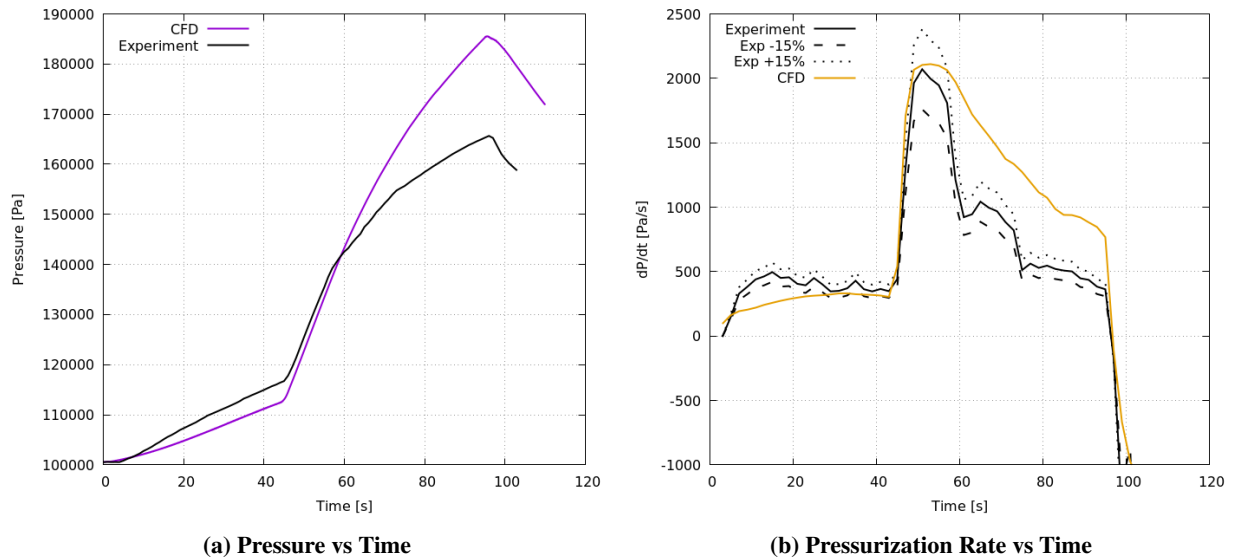 CFD
Experiment
190000
180000
170000
160000
150000
140000
130000
120000
110000
100000
0
20
40
60
80
100
120
Pressure [Pa]
Time [s]
(a) Pressure vs Time
Experiment
Exp -15%
Exp +15%
CFD
2500
2000
1500
1000
500
0
-500
-1000
0
20
40
60
80
100
120
dP/dt [Pa/s]
Time [s]
(b) Pressurization Rate vs Time